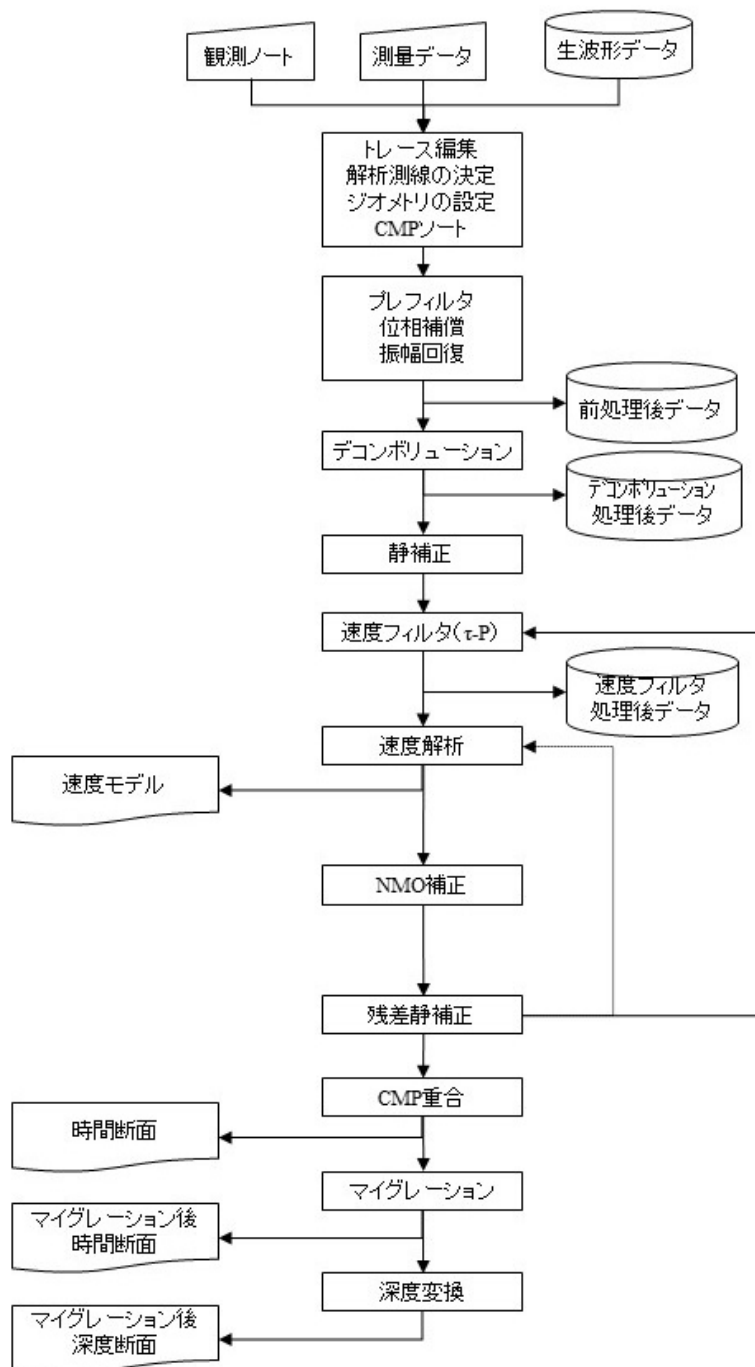 観測ノート
測量データ
生波形データ
トレース編集
解析測線の決定
ジオメトリの設定
CMPソート
プレフィルタ
位相補償
振幅回復
前処理後データ
デコンボリューション
デコンボリューション
処理後データ
静補正
速度フィルタ(τ-P)
速度フィルタ
処理後データ
速度解析
速度モデル
NMO補正
残差静補正
CMP重合
時間断面
マイグレーション
マイグレーション後
時間断面
深度変換
マイグレーション後
深度断面